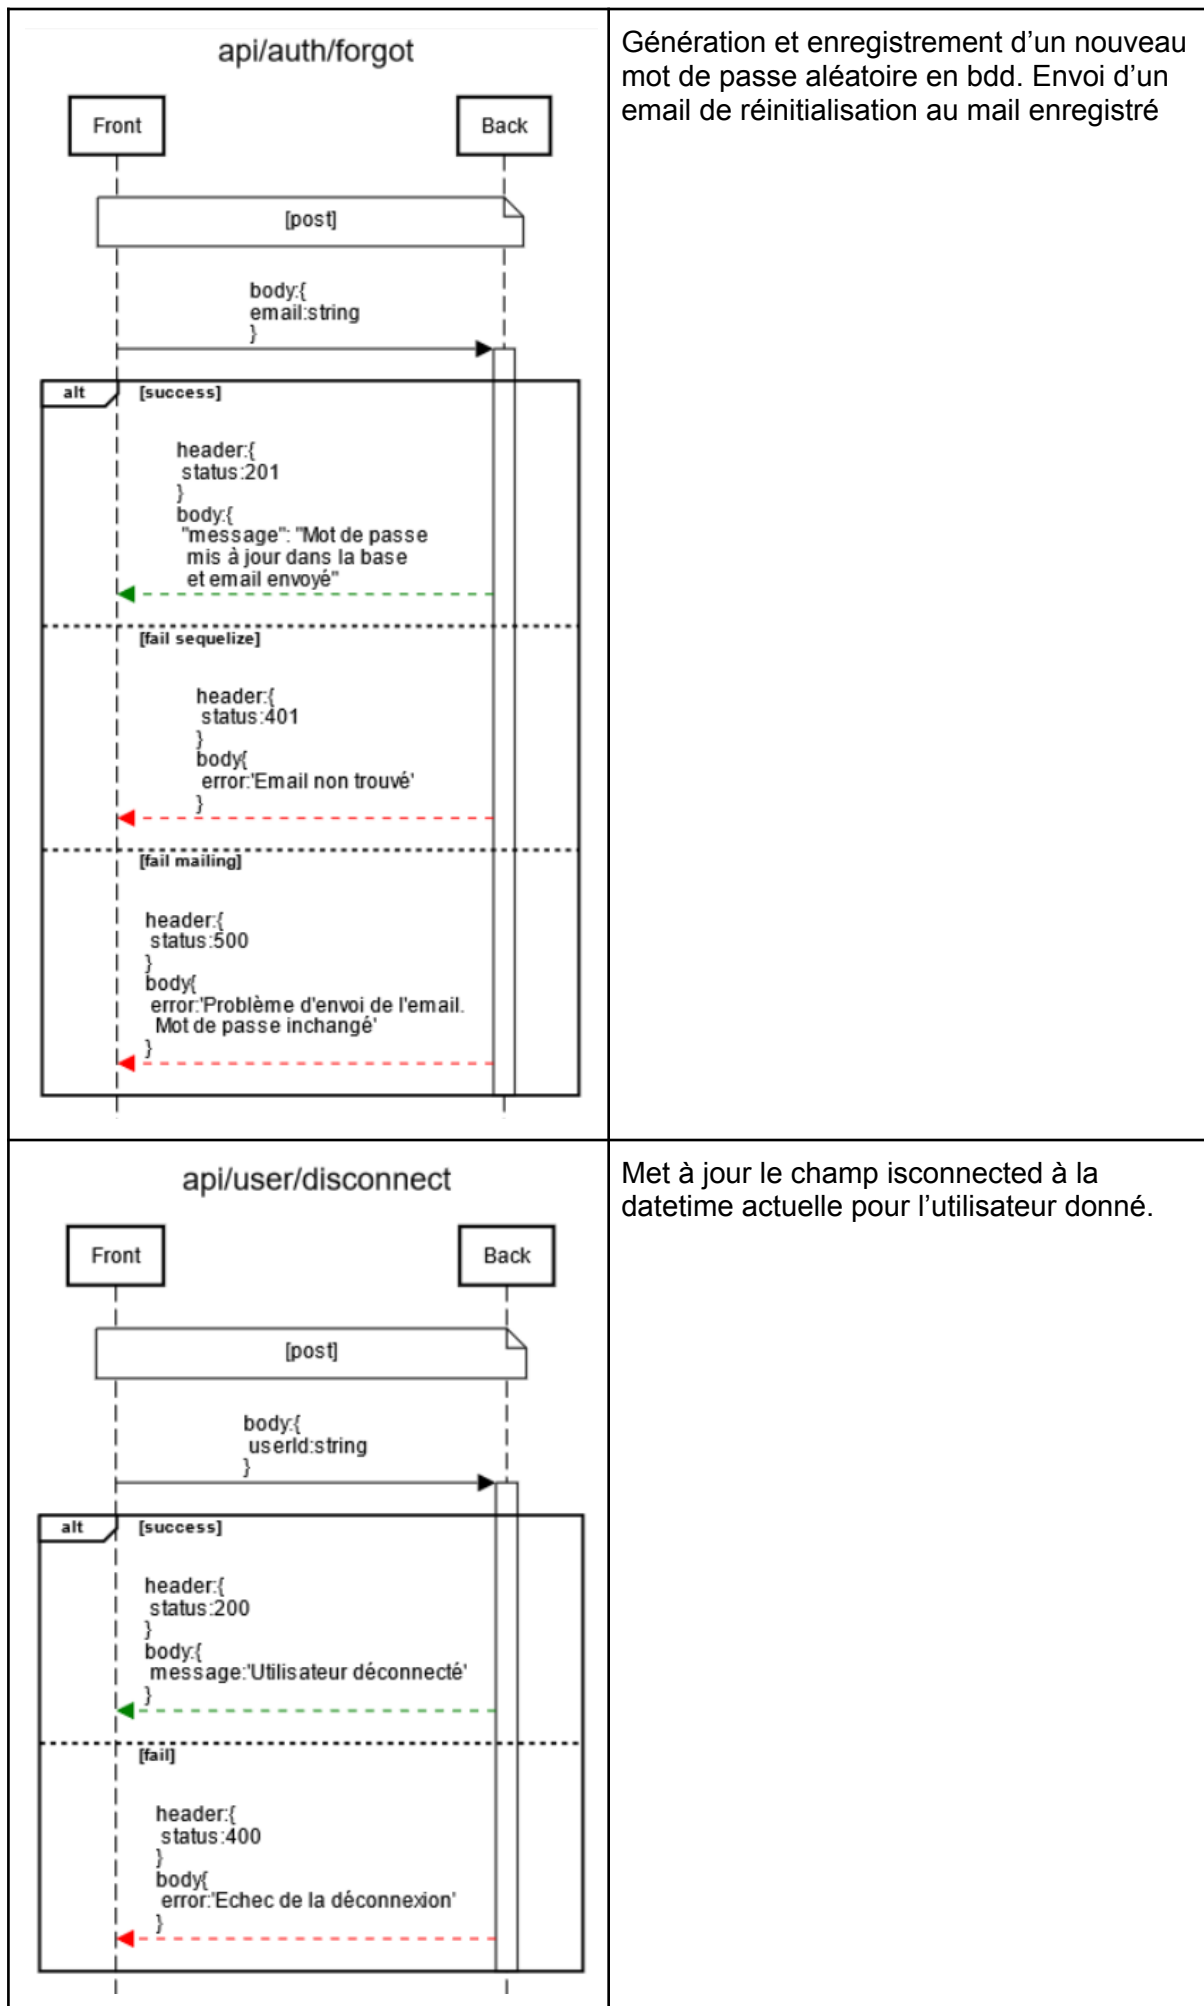 api/auth/forgot
Front
Back
[post]
body:{
email:string
}
alt
[success]
header:{
status:201
}
body:{
"message": "Mot de passe
mis à jour dans la base
et email envoyé"
[fail sequelize]
header:{
status:401
}
body{
error:'Email non trouvé'
}
[fail mailing]
header:{
status:500
}
body{
error:'Problème d'envoi de l'email.
Mot de passe inchangé'
}
Génération et enregistrement d’un nouveau
mot de passe aléatoire en bdd. Envoi d’un
email de réinitialisation au mail enregistré
api/user/disconnect
Front
Back
[post]
body:{
userId:string
}
alt
[success]
header:{
status:200
}
body:{
message:'Utilisateur déconnecté'
}
[fail]
header:{
status:400
}
body{
error:'Echec de la déconnexion'
}
Met à jour le champ isconnected à la
datetime actuelle pour l’utilisateur donné.